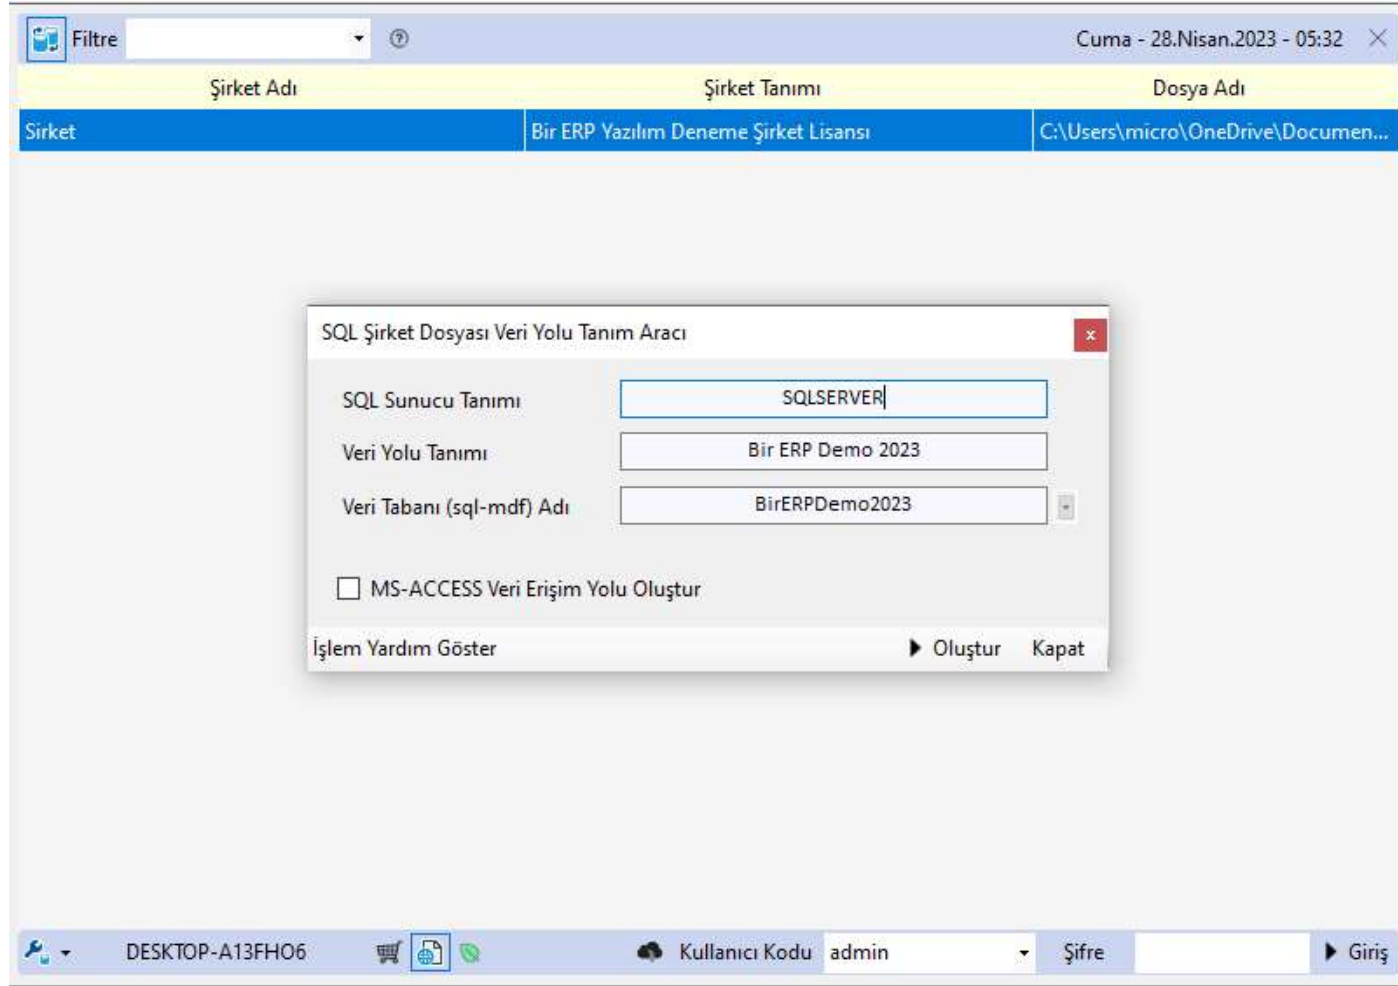 Filtre Cuma - 28.Nisan.2023 - 05:32
Şirket Adı Şirket Tanımı Dosya Adı
Sirket Bir ERP Yazılım Deneme Şirket Lisansı C:\Users\micro\OneDrive\Documen...
SQL Şirket Dosyası Veri Yolu Tanım Aracı
SQL Sunucu Tanımı SQLSERVER
Veri Yolu Tanımı Bir ERP Demo 2023
Veri Tabanı (sql-mdf) Adı BirERPDemo2023
MS-ACCESS Veri Erişim Yolu Oluştur
İşlem Yardım Göster Oluştur Kapat
DESKTOP-A13FHO6 Kullanıcı Kodu admin Şifre Giriş